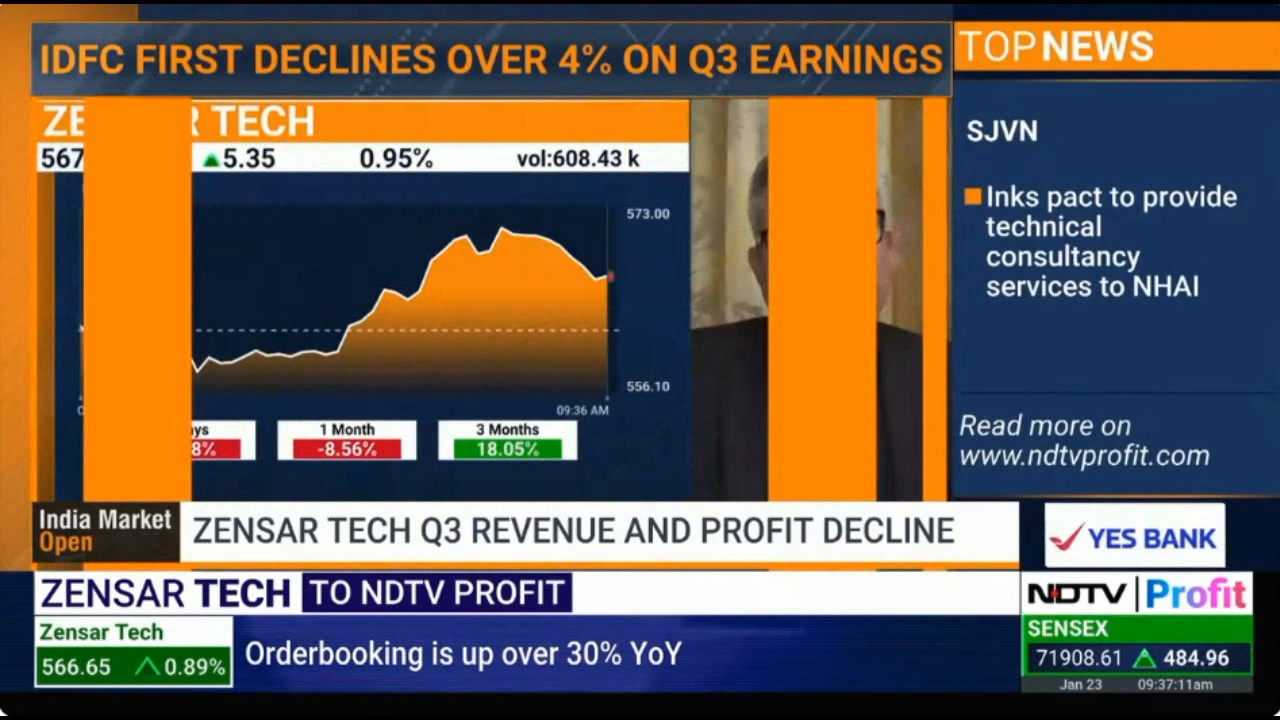 IDFC FIRST DECLINES OVER 4% ON Q3 EARNINGS
TOP NEWS
ZE R TECH
567 ▲5.35 0.95% vol:608.43 k
573.00
556.10
09:36 AM
1 Month
3 Months
8%
-8.56%
18.05%
SJVN
Inks pact to provide
technical
consultancy
services to NHAI
Read more on
www.ndtvprofit.com
India Market
Open
ZENSAR TECH Q3 REVENUE AND PROFIT DECLINE
YES BANK
ZENSAR TECH TO NDTV PROFIT
NDTV | Profit
Zensar Tech
566.65 0.89%
Orderbooking is up over 30% YoY
SENSEX
71908.61 ▲ 484.96
Jan 23 09:37:11am